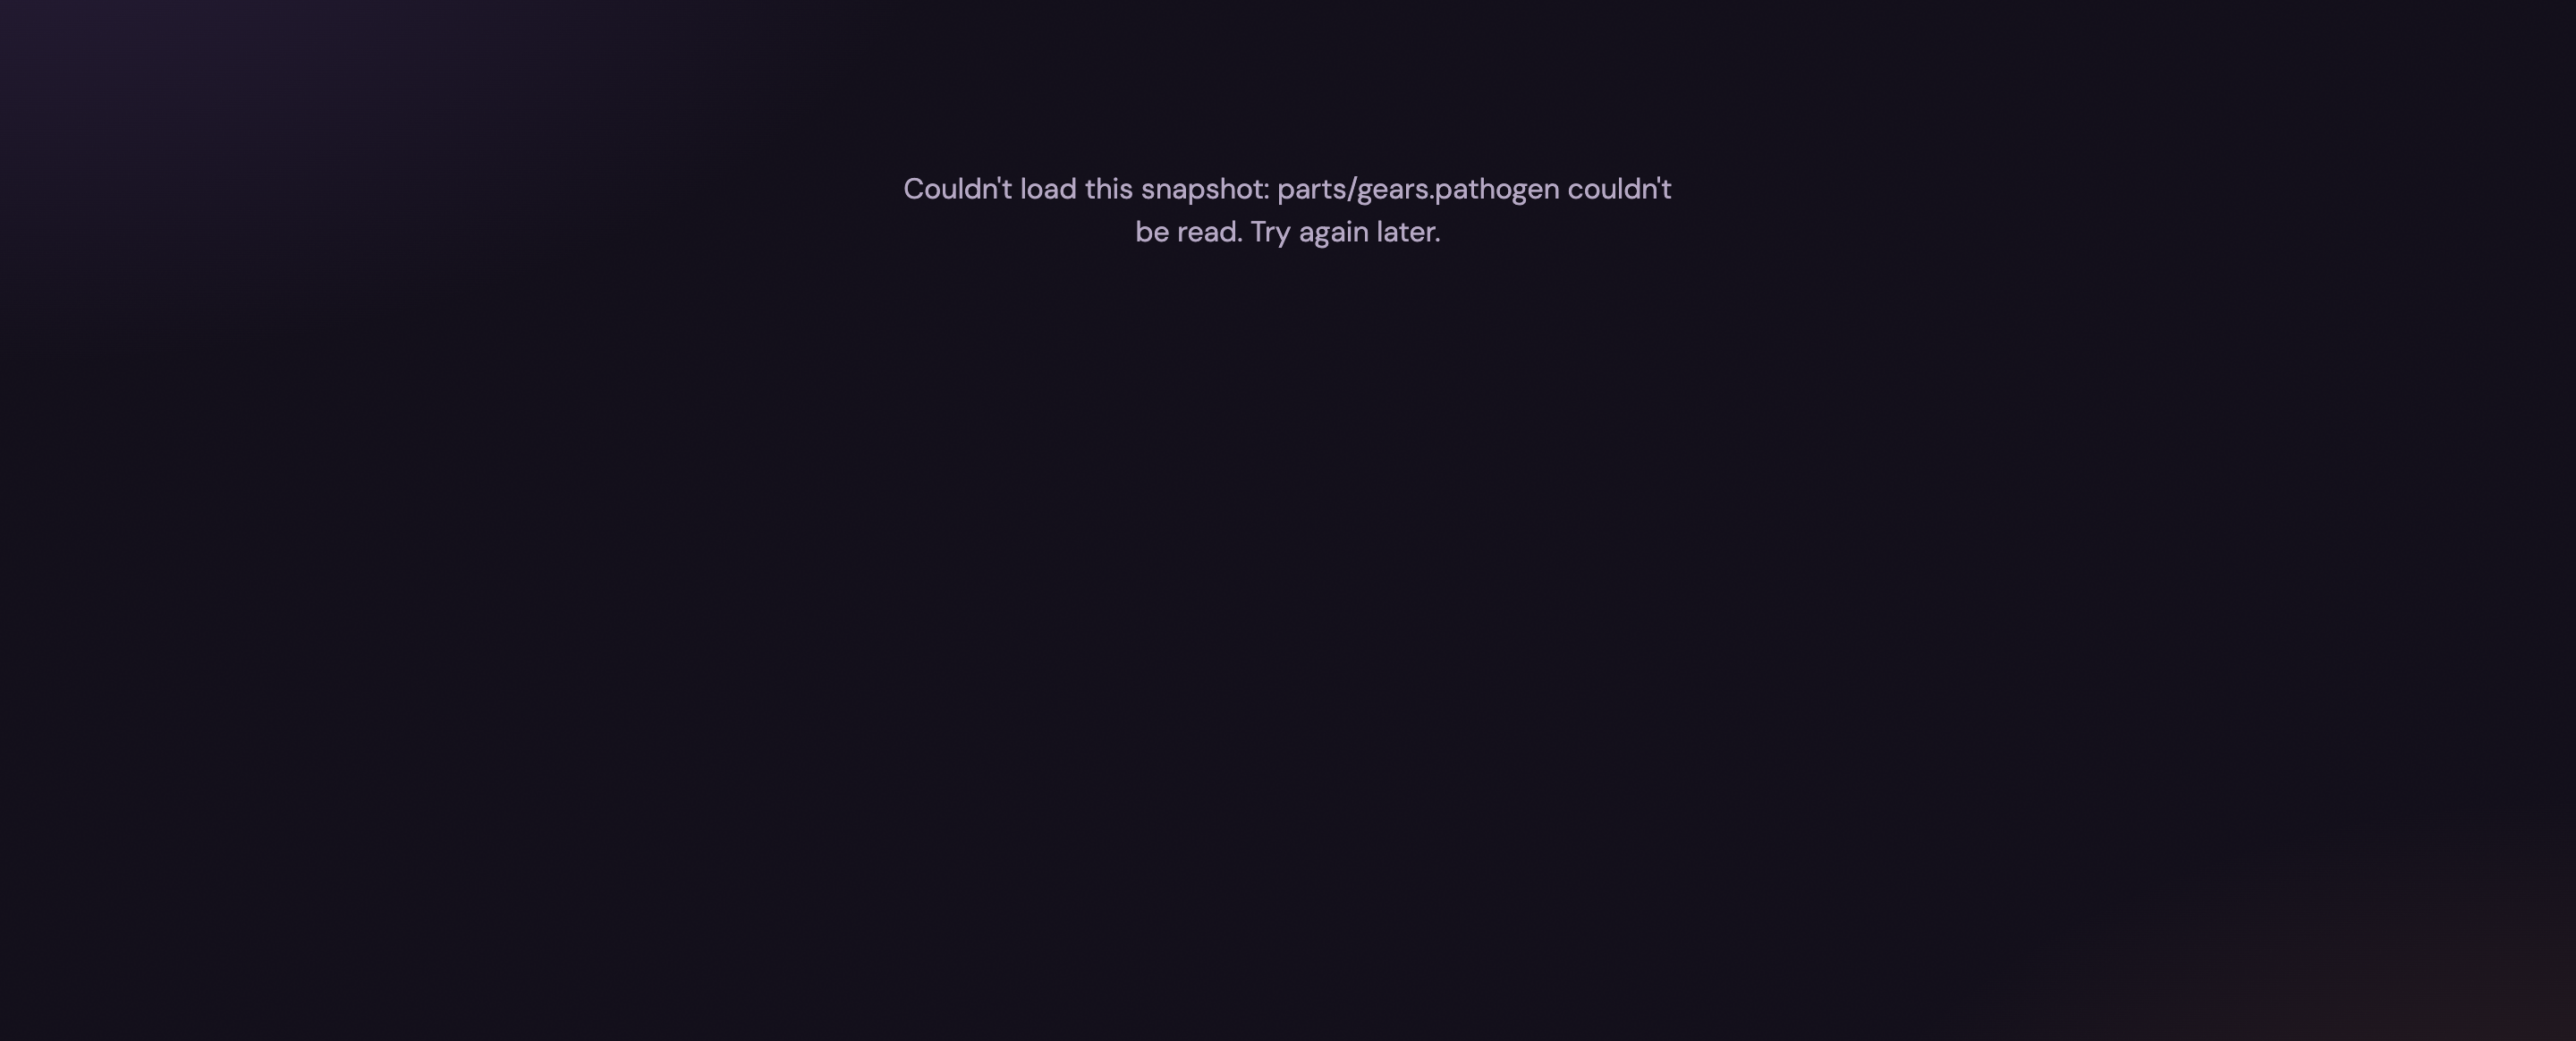 Couldn't load this snapshot: parts/gears.pathogen couldn't
be read. Try again later.